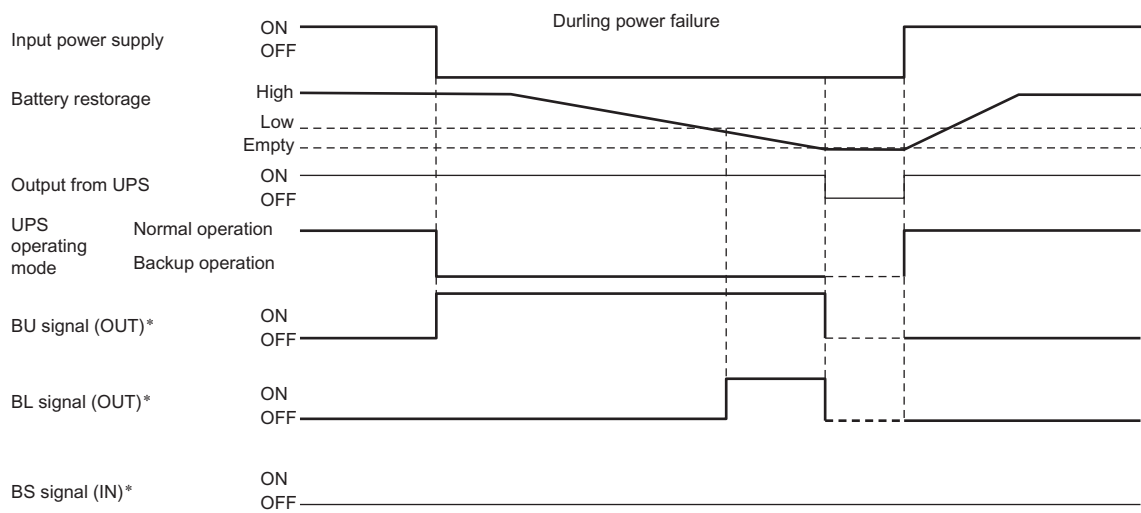 Durling power failure
Input power supply
ON
OFF
Battery restorage
High
Low
Empty
Output from UPS
ON
OFF
UPS
operating
mode
Normal operation
Backup operation
BU signal (OUT)*
ON
OFF
BL signal (OUT)*
ON
OFF
BS signal (IN)*
ON
OFF